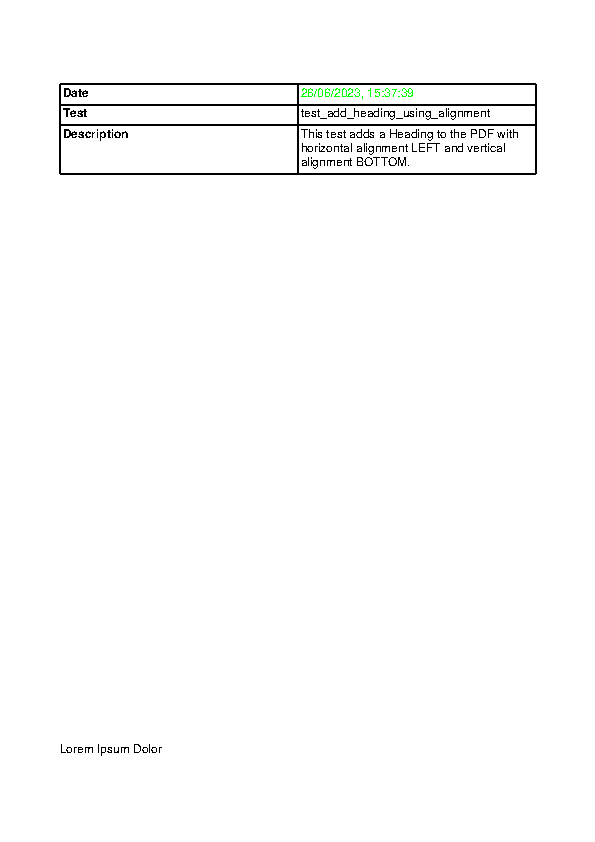 Date 26/06/2023, 15:37:39
Test test_add_heading_using_alignment
Description This test adds a Heading to the PDF with
horizontal alignment LEFT and vertical
alignment BOTTOM.
Lorem Ipsum Dolor